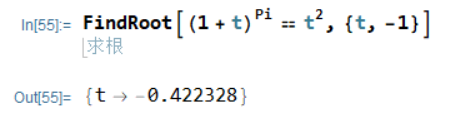 In[55]:= FindRoot[(1 + t)^Pi == t^2, {t, -1}]
求根
Out[55]= {t → -0.422328}